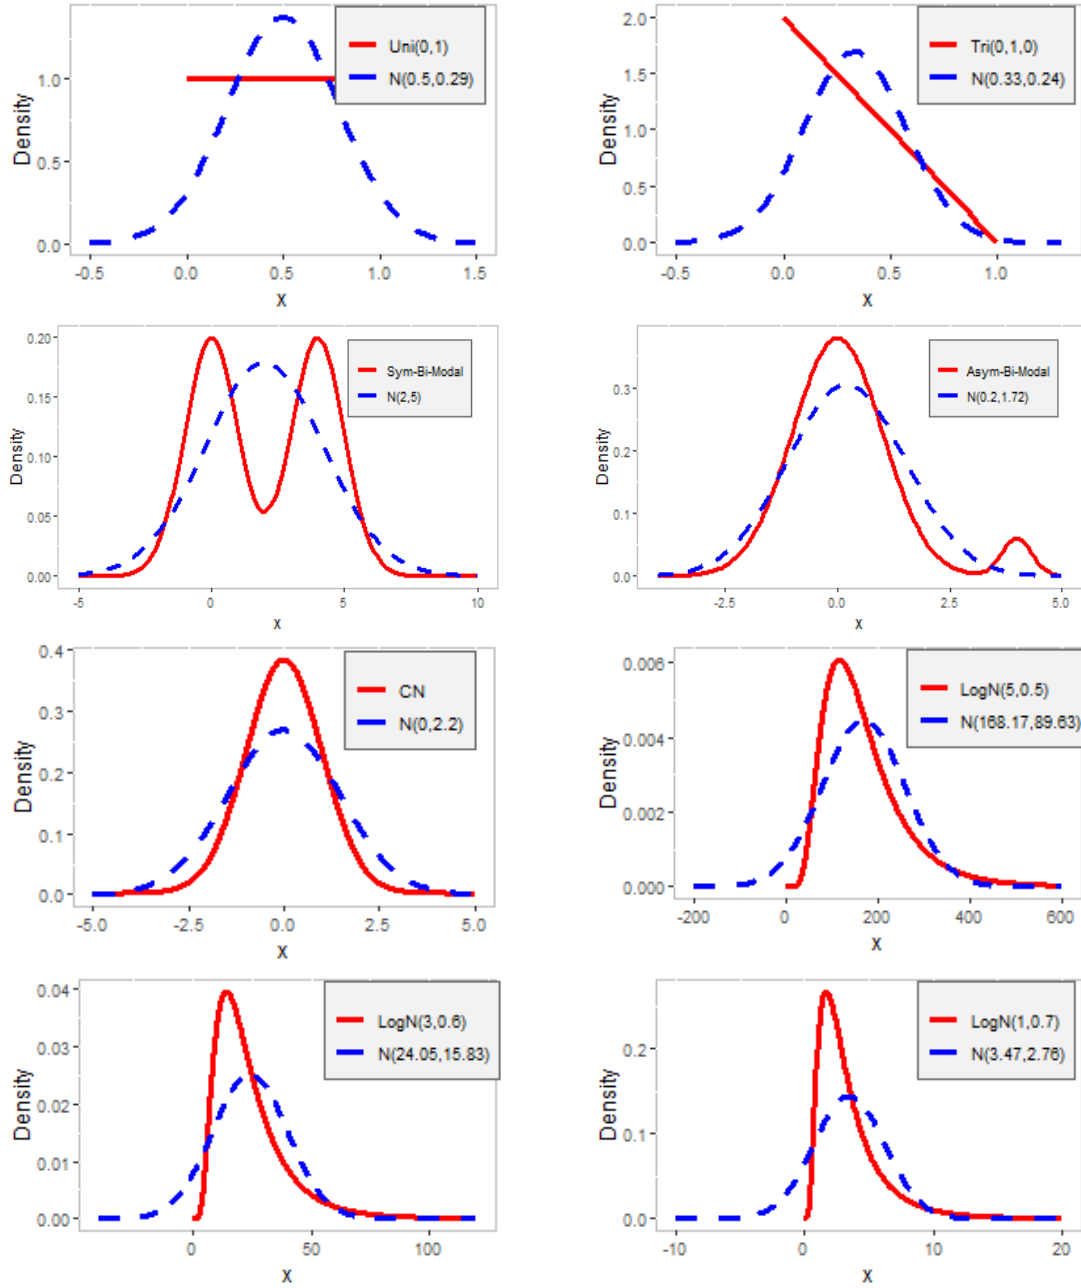 Density
1.0
0.5
0.0
-0.5
0.0
0.5
1.0
1.5
X
Uni(0,1)
N(0.5,0.29)
Density
2.0
1.5
1.0
0.5
0.0
-0.5
0.0
0.5
1.0
X
Tri(0,1,0)
N(0.33,0.24)
Density
0.20
0.15
0.10
0.05
0.00
-5
0
5
10
X
Sym-Bi-Modal
N(2,5)
Density
0.3
0.2
0.1
0.0
-2.5
0.0
2.5
5.0
X
Asym-Bi-Modal
N(0.2,1.72)
Density
0.4
0.3
0.2
0.1
0.0
-5.0
-2.5
0.0
2.5
5.0
X
CN
N(0,2.2)
Density
0.006
0.004
0.002
0.000
-200
0
200
400
600
X
LogN(5,0.5)
N(168.17,89.63)
Density
0.04
0.03
0.02
0.01
0.00
0
50
100
X
LogN(3,0.6)
N(24.05,15.83)
Density
0.2
0.1
0.0
-10
0
10
20
X
LogN(1,0.7)
N(3.47,2.76)